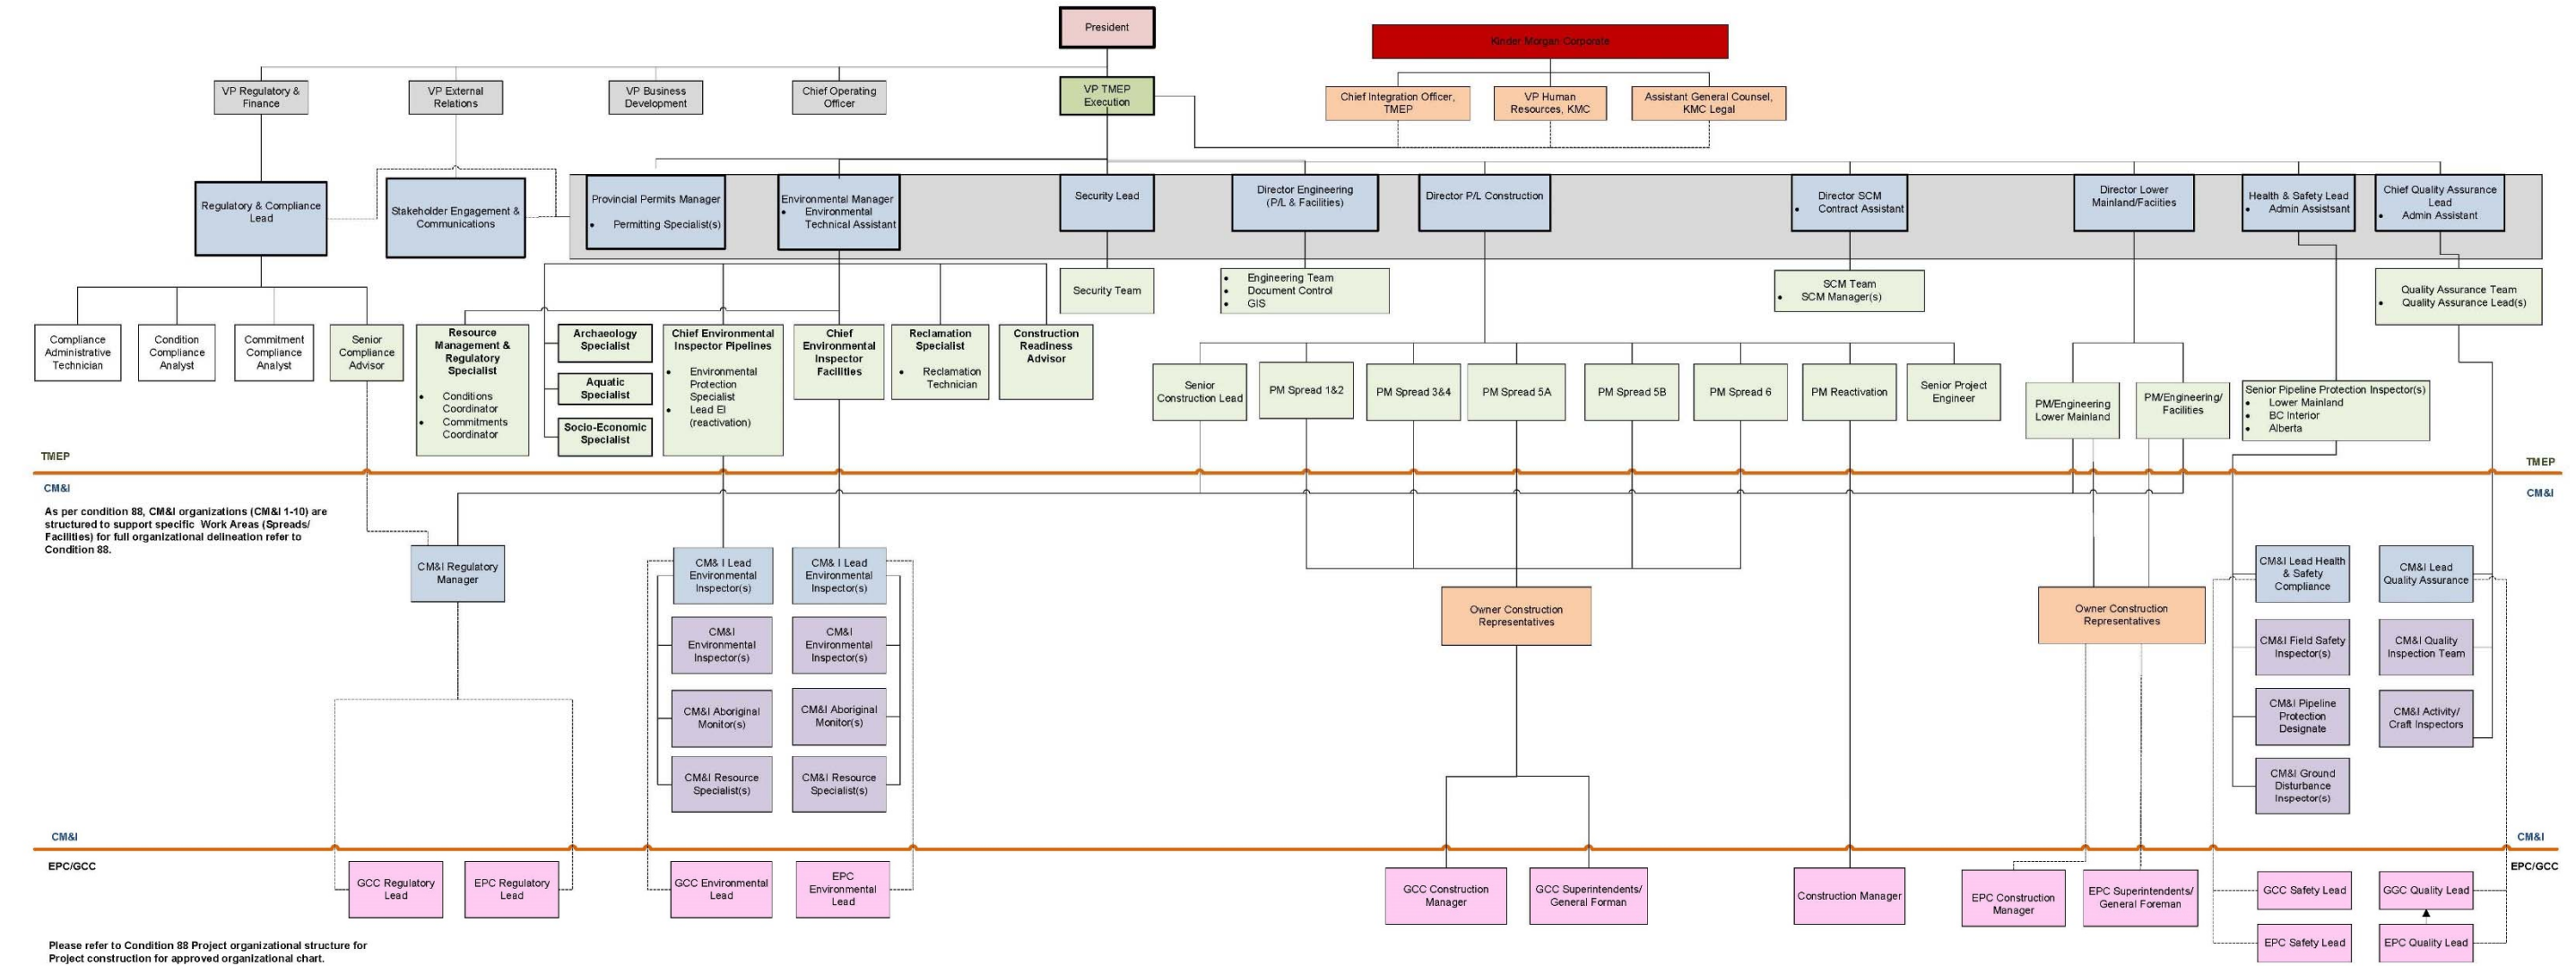 President
Kinder Morgan Corporate
VP Regulatory &
Finance
VP External
Relations
VP Business
Development
Chief Operating
Officer
VP TMEP
Execution
Chief Integration Officer,
TMEP
VP Human
Resources, KMC
Assistant General Counsel,
KMC Legal
Regulatory & Compliance
Lead
Stakeholder Engagement &
Communications
Provincial Permits Manager
• Permitting Specialist(s)
Environmental Manager
• Environmental
Technical Assistant
Security Lead
Director Engineering
(P/L & Facilities)
Director P/L Construction
Director SCM
• Contract Assistant
Director Lower
Mainland/Faciities
Health & Safety Lead
• Admin Assistsant
Chief Quality Assurance
Lead
• Admin Assistant
Security Team
• Engineering Team
• Document Control
• GIS
SCM Team
• SCM Manager(s)
Quality Assurance Team
• Quality Assurance Lead(s)
Compliance
Administrative
Technician
Condition
Compliance
Analyst
Commitment
Compliance
Analyst
Senior
Compliance
Advisor
Resource
Management &
Regulatory
Specialist
• Conditions
Coordinator
• Commitments
Coordinator
Archaeology
Specialist
Aquatic
Specialist
Socio-Economic
Specialist
Chief Environmental
Inspector Pipelines
• Environmental
Protection
Specialist
• Lead EI
(reactivation)
Chief
Environmental
Inspector
Facilities
Reclamation
Specialist
• Reclamation
Technician
Construction
Readiness
Advisor
Senior
Construction Lead
PM Spread 1&2
PM Spread 3&4
PM Spread 5A
PM Spread 5B
PM Spread 6
PM Reactivation
Senior Project
Engineer
PM/Engineering
Lower Mainland
PM/Engineering/
Facilities
Senior Pipeline Protection Inspector(s)
• Lower Mainland
• BC Interior
• Alberta
TMEP
TMEP
CM&I
CM&I
As per condition 88, CM&I organizations (CM&I 1-10) are
structured to support specific Work Areas (Spreads/
Facilities) for full organizational delineation refer to
Condition 88.
CM&I Regulatory
Manager
CM& I Lead
Environmental
Inspector(s)
CM& I Lead
Environmental
Inspector(s)
CM&I
Environmental
Inspector(s)
CM&I
Environmental
Inspector(s)
CM&I Aboriginal
Monitor(s)
CM&I Aboriginal
Monitor(s)
CM&I Resource
Specialist(s)
CM&I Resource
Specialist(s)
Owner Construction
Representatives
Owner Construction
Representatives
CM&I Lead Health
& Safety
Compliance
CM&I Lead
Quality Assurance
CM&I Field Safety
Inspector(s)
CM&I Quality
Inspection Team
CM&I Pipeline
Protection
Designate
CM&I Activity/
Craft Inspectors
CM&I Ground
Disturbance
Inspector(s)
CM&I
CM&I
EPC/GCC
EPC/GCC
GCC Regulatory
Lead
EPC Regulatory
Lead
GCC Environmental
Lead
EPC
Environmental
Lead
GCC Construction
Manager
GCC Superintendents/
General Forman
Construction Manager
EPC Construction
Manager
EPC Superintendents/
General Foreman
GCC Safety Lead
GGC Quality Lead
EPC Safety Lead
EPC Quality Lead
Please refer to Condition 88 Project organizational structure for
Project construction for approved organizational chart.